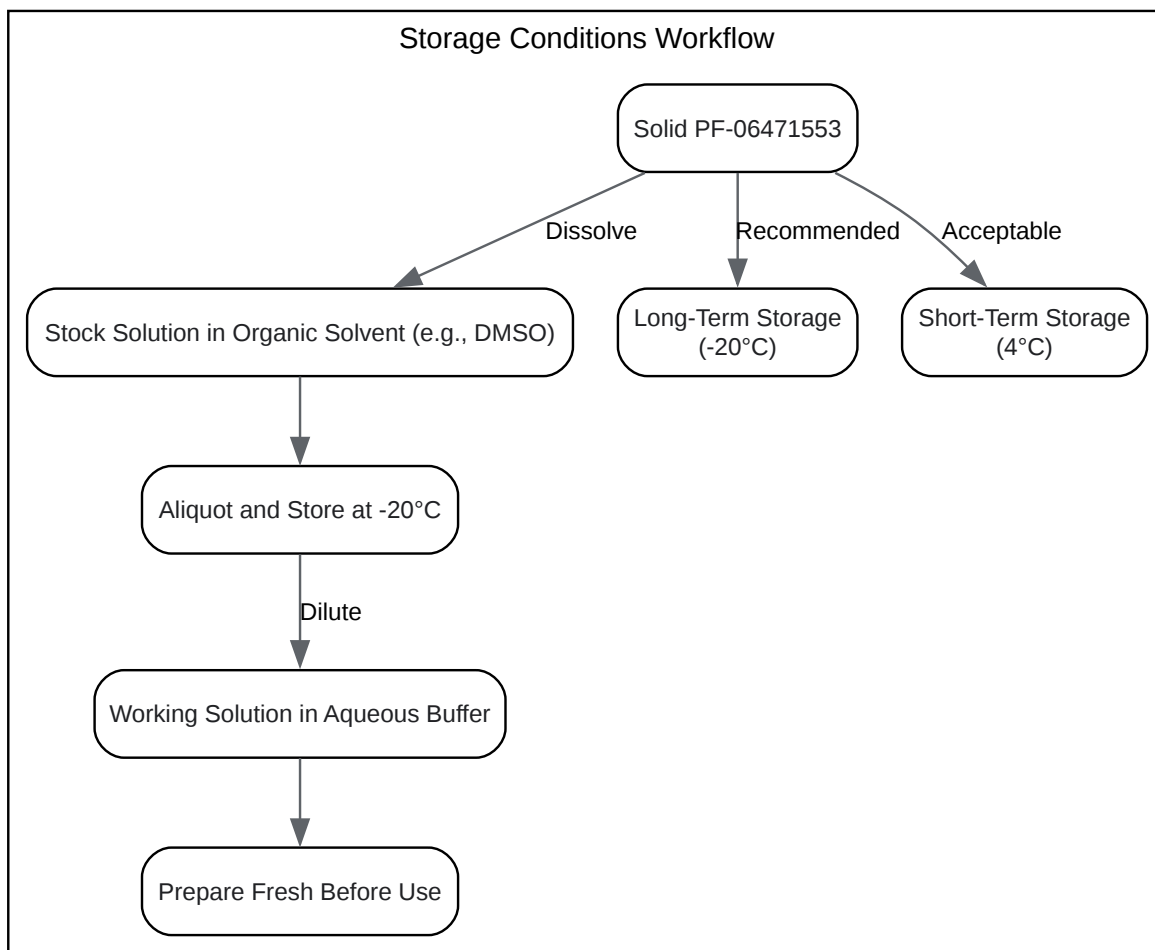 Storage Conditions Workflow
Solid PF-06471553
Dissolve
Recommended
Acceptable
Stock Solution in Organic Solvent (e.g., DMSO)
Long-Term Storage
(-20°C)
Short-Term Storage
(4°C)
Aliquot and Store at -20°C
Dilute
Working Solution in Aqueous Buffer
Prepare Fresh Before Use